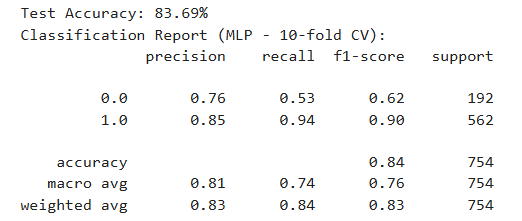 Test Accuracy: 83.69%
Classification Report (MLP - 10-fold CV):
precision recall f1-score support
0.0 0.76 0.53 0.62 192
1.0 0.85 0.94 0.90 562
accuracy 0.84 754
macro avg 0.81 0.74 0.76 754
weighted avg 0.83 0.84 0.83 754